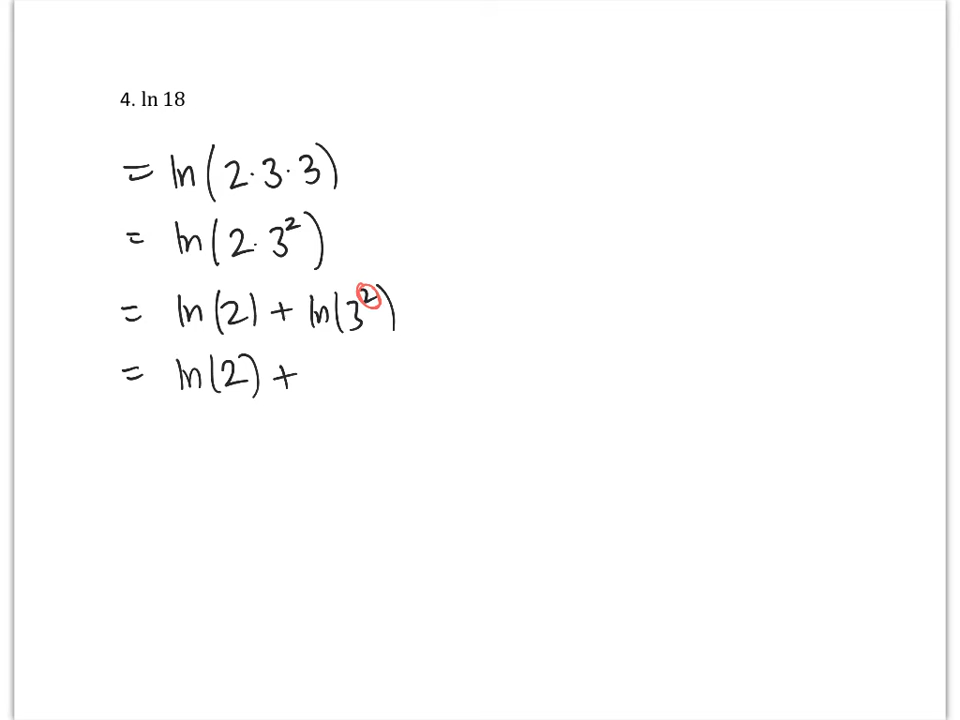 4. ln 18
= ln(2·3·3)
= ln(2·3²)
= ln(2) + ln(3²)
= ln(2) +